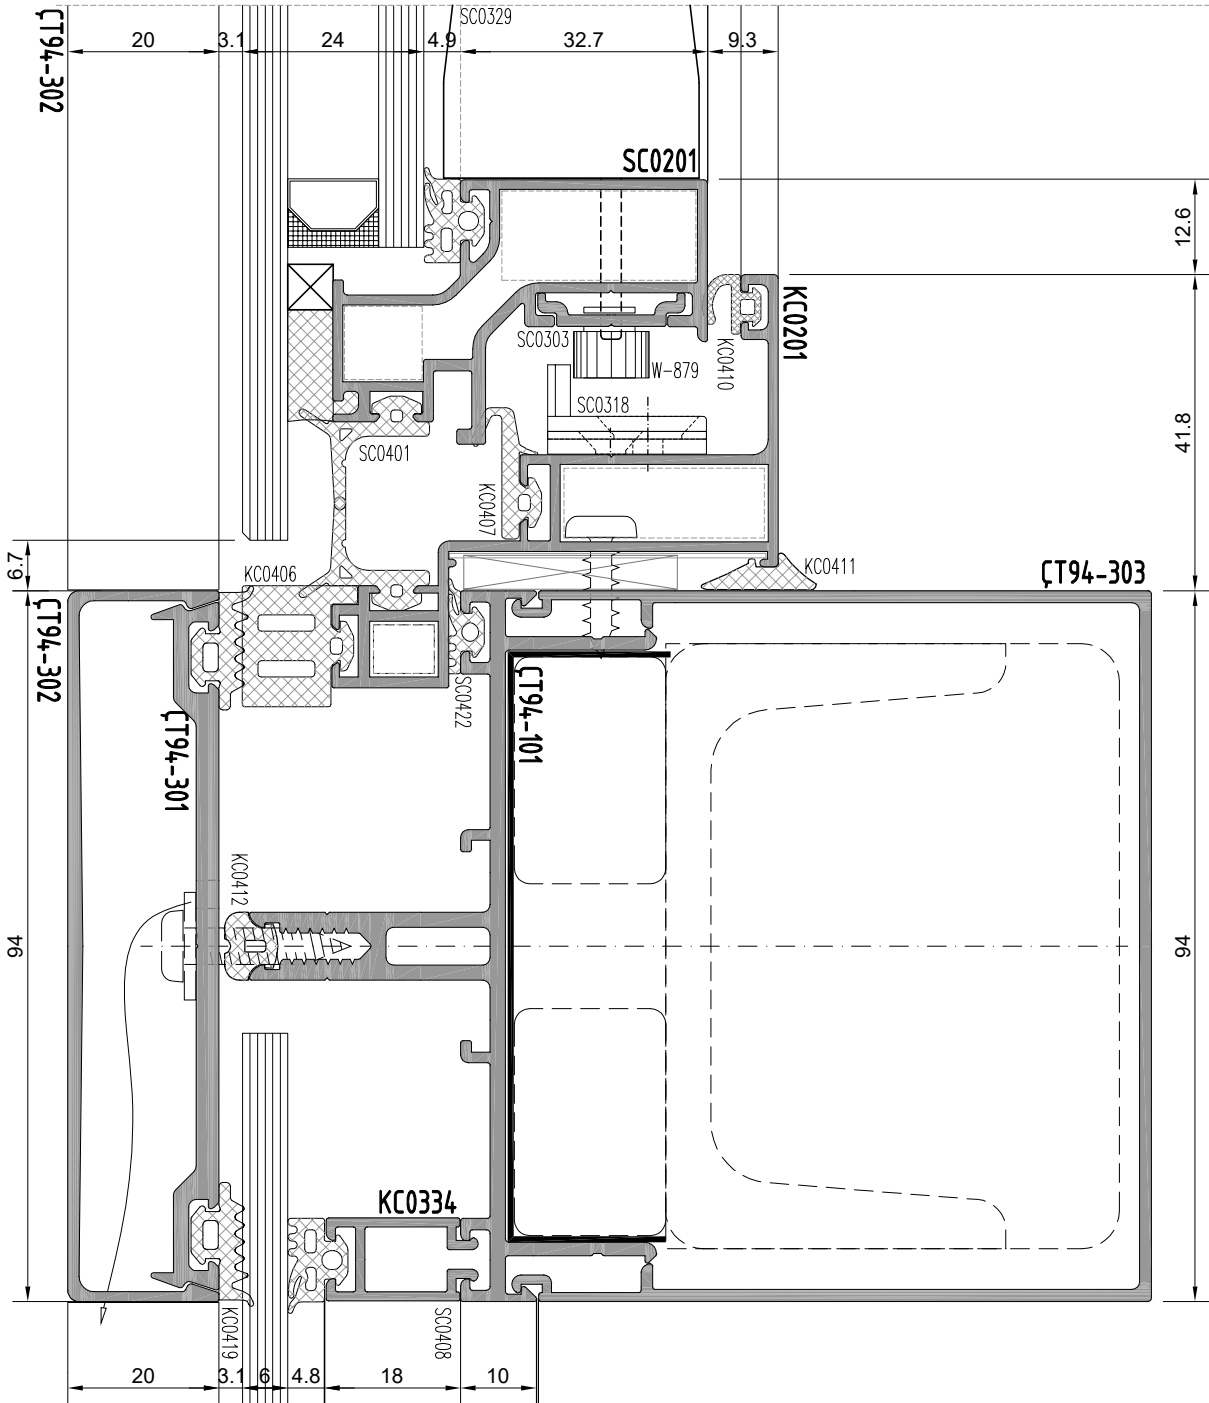 SC0329
ÇT94-302
20
3.1
24
4.9
32.7
9.3
SC0201
12.6
KC0201
SC0303
KC0410
W-879
SC0318
SC0401
41.8
KC0407
6.7
KC0406
KC0411
ÇT94-303
ÇT94-302
SC0422
ÇT94-101
ÇT94-301
KC0412
94
94
KC0334
KC0419
SC0408
20
3.1
6
4.8
18
10